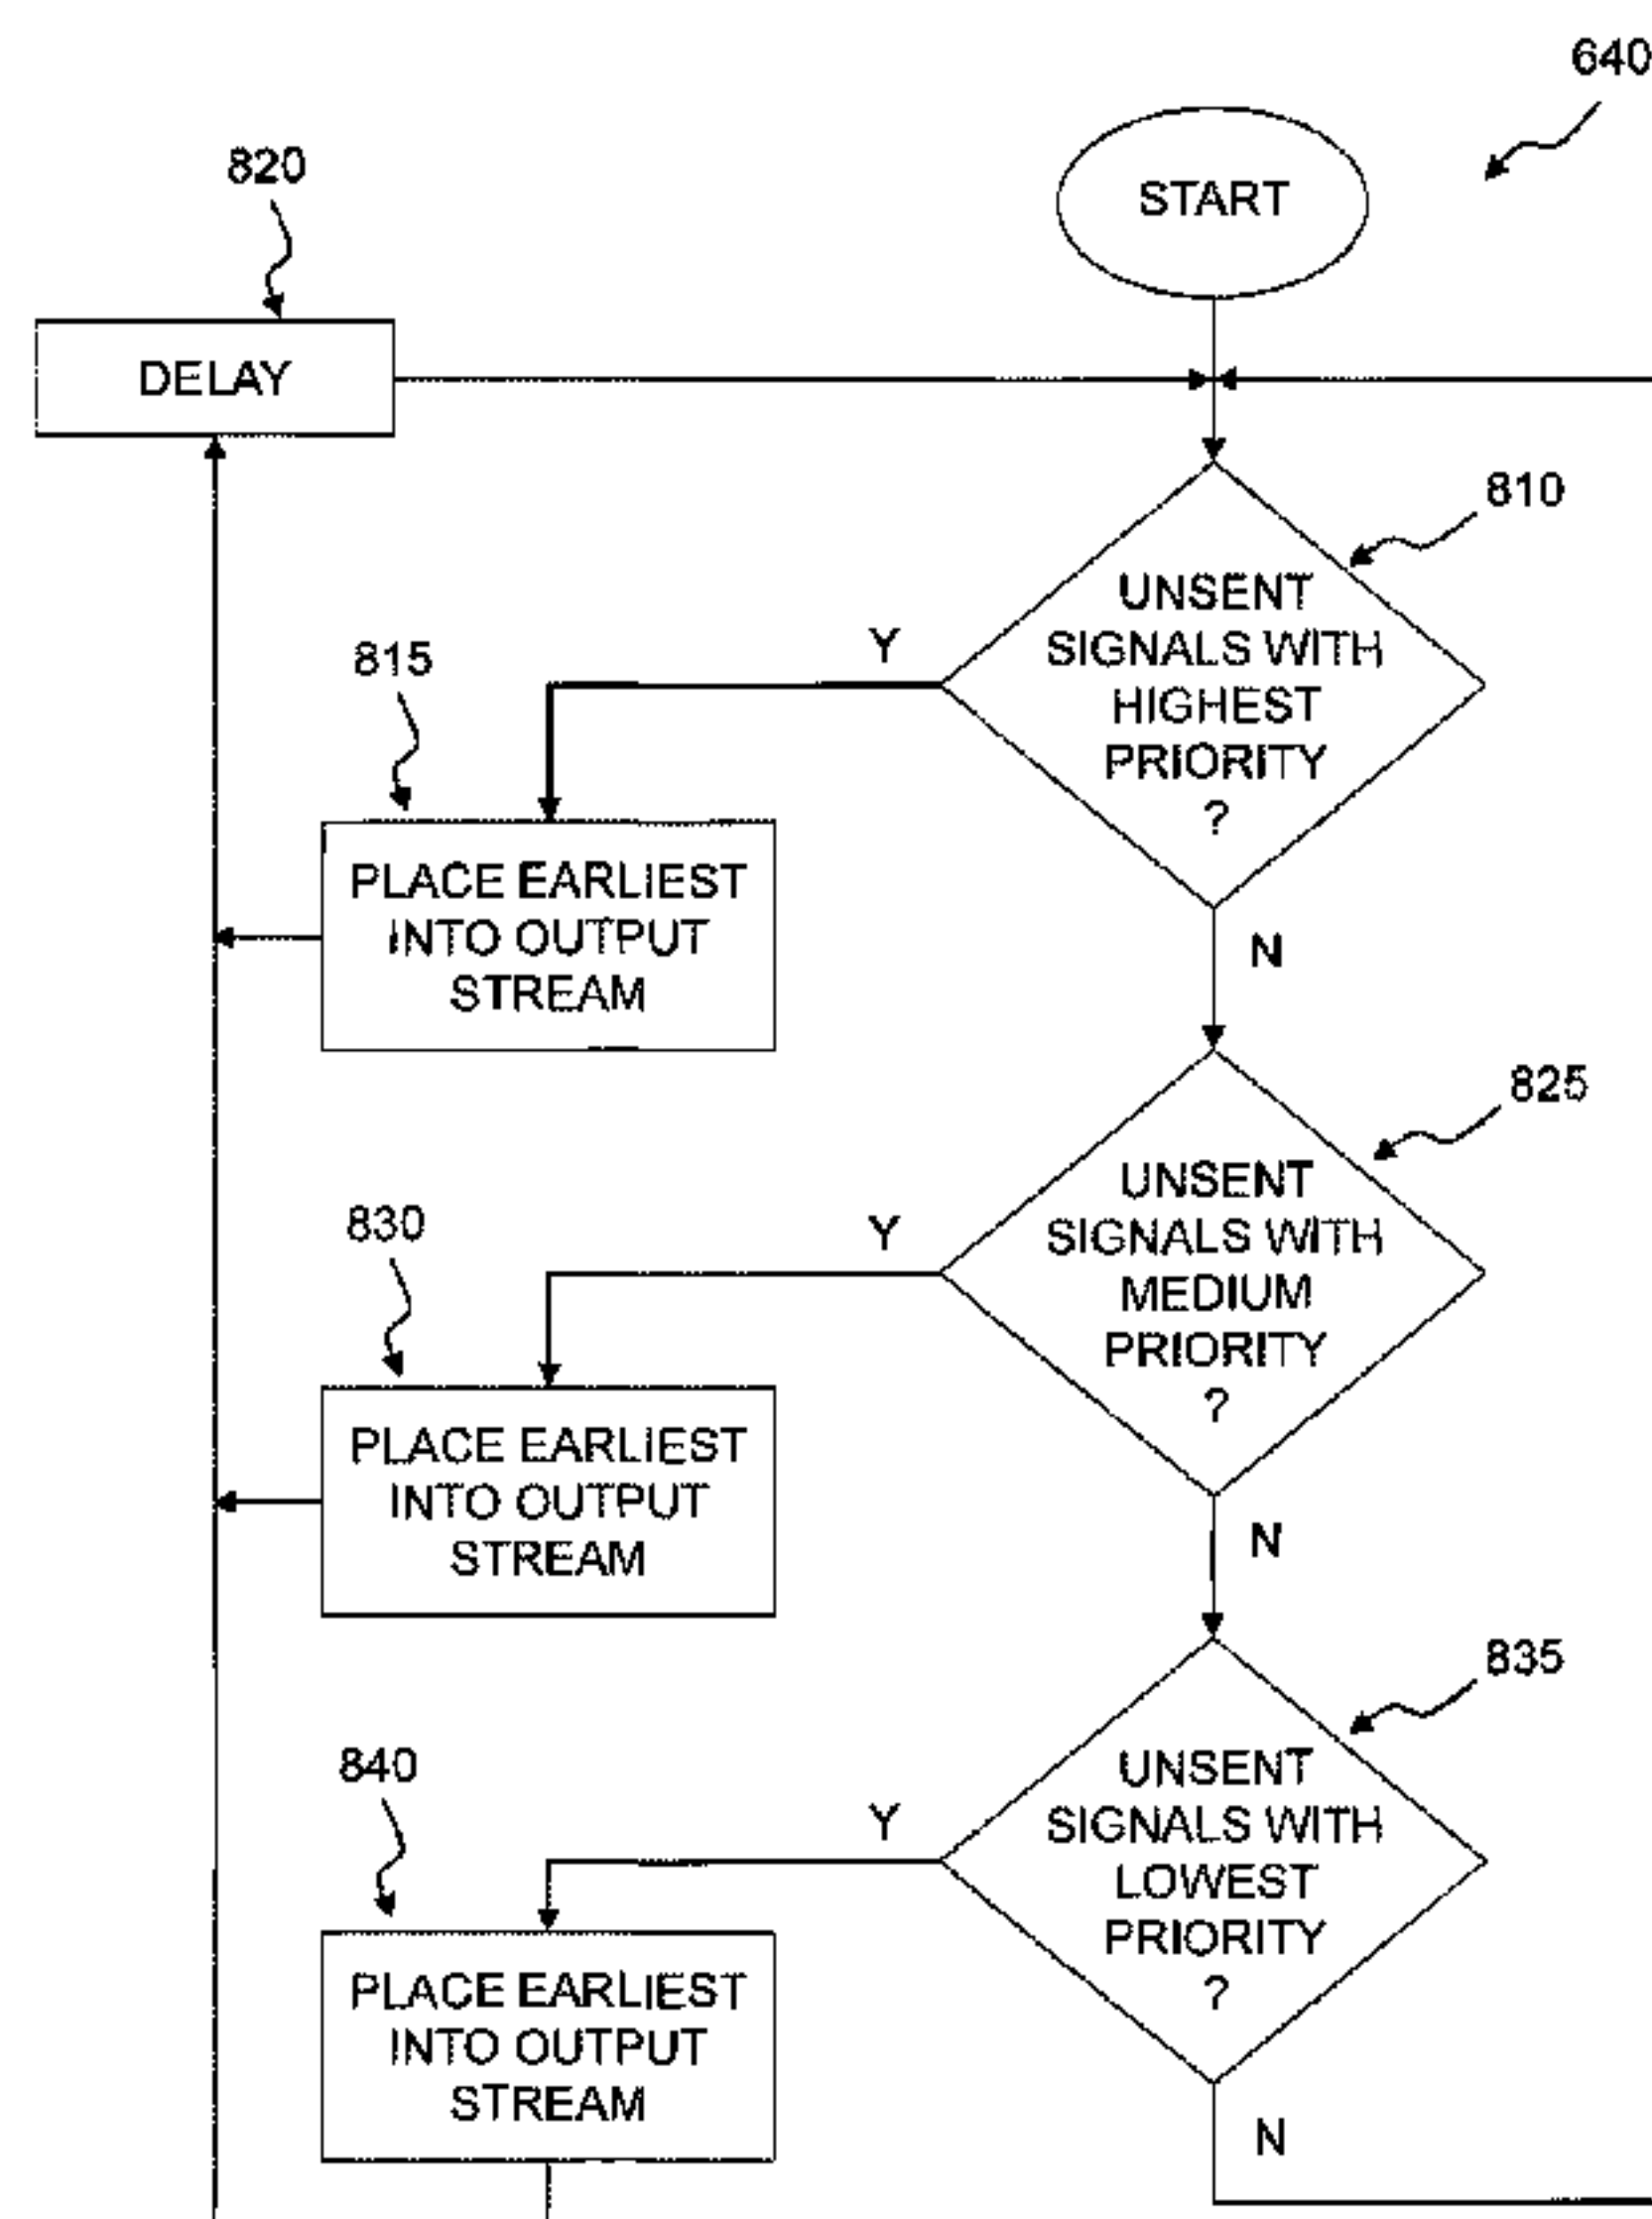 640
START
820
DELAY
810
UNSENT
SIGNALS WITH
HIGHEST
PRIORITY
?
Y
815
PLACE EARLIEST
INTO OUTPUT
STREAM
N
825
UNSENT
SIGNALS WITH
MEDIUM
PRIORITY
?
Y
830
PLACE EARLIEST
INTO OUTPUT
STREAM
N
835
UNSENT
SIGNALS WITH
LOWEST
PRIORITY
?
Y
840
PLACE EARLIEST
INTO OUTPUT
STREAM
N